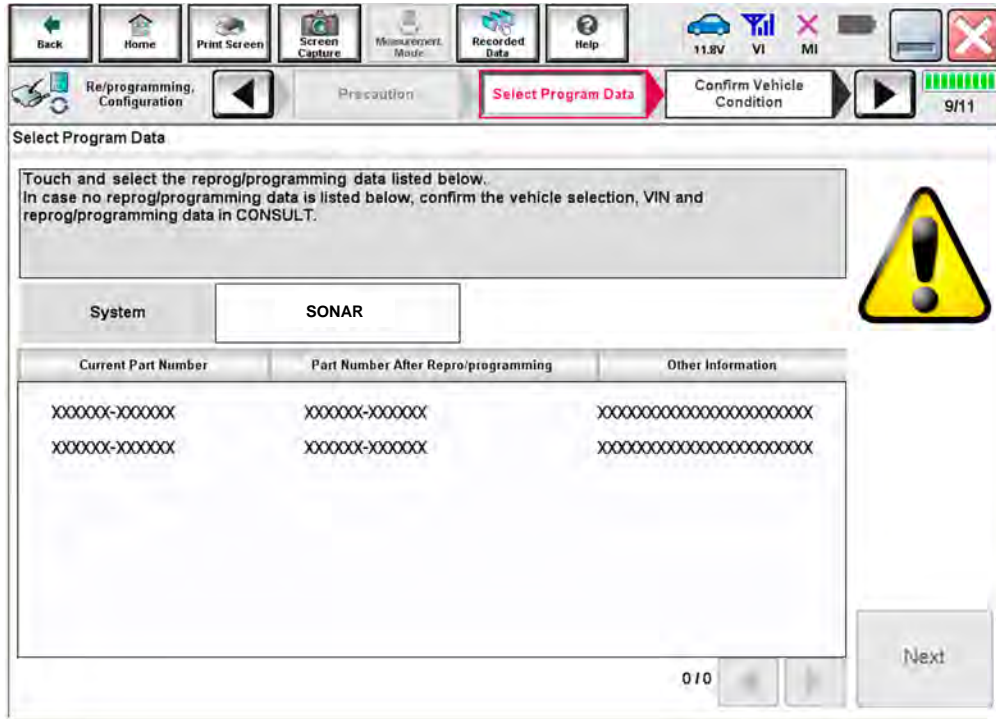 Back
Home
Print Screen
Screen Capture
Measurement Mode
Recorded Data
Help
11.8V
VI
MI
Re/programming, Configuration
Precaution
Select Program Data
Confirm Vehicle Condition
9/11
Select Program Data
Touch and select the reprog/programming data listed below.
In case no reprog/programming data is listed below, confirm the vehicle selection, VIN and
reprog/programming data in CONSULT.
System
SONAR
Current Part Number
Part Number After Repro/programming
Other Information
XXXXXX-XXXXXX XXXXXX-XXXXXX XXXXXXXXXXXXXXXXXXXXXXX
XXXXXX-XXXXXX XXXXXX-XXXXXX XXXXXXXXXXXXXXXXXXXXXXX
0/0
Next